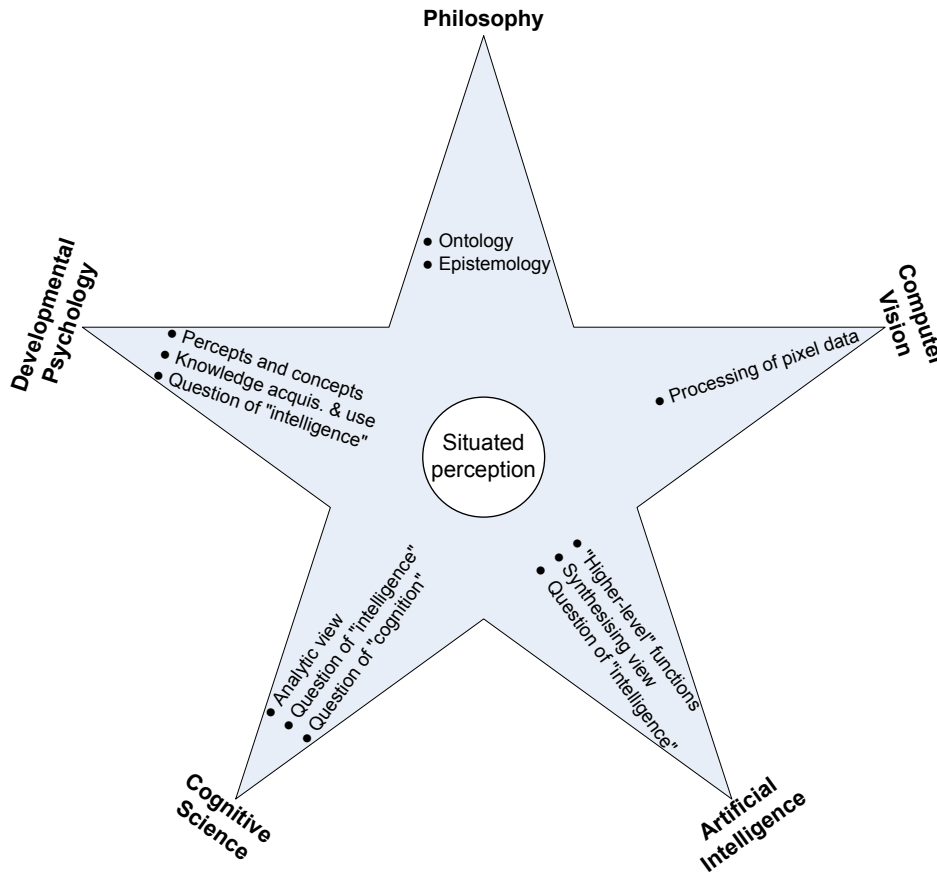 Philosophy
• Ontology
• Epistemology
Developmental
Psychology
• Percepts and concepts
• Knowledge acquis. & use
• Question of "intelligence"
Computer
Vision
• Processing of pixel data
Situated
perception
• Analytic view
• Question of "intelligence"
• Question of "cognition"
Cognitive
Science
• "Higher-level" functions
• Synthesising view
• Question of "intelligence"
Artificial
Intelligence